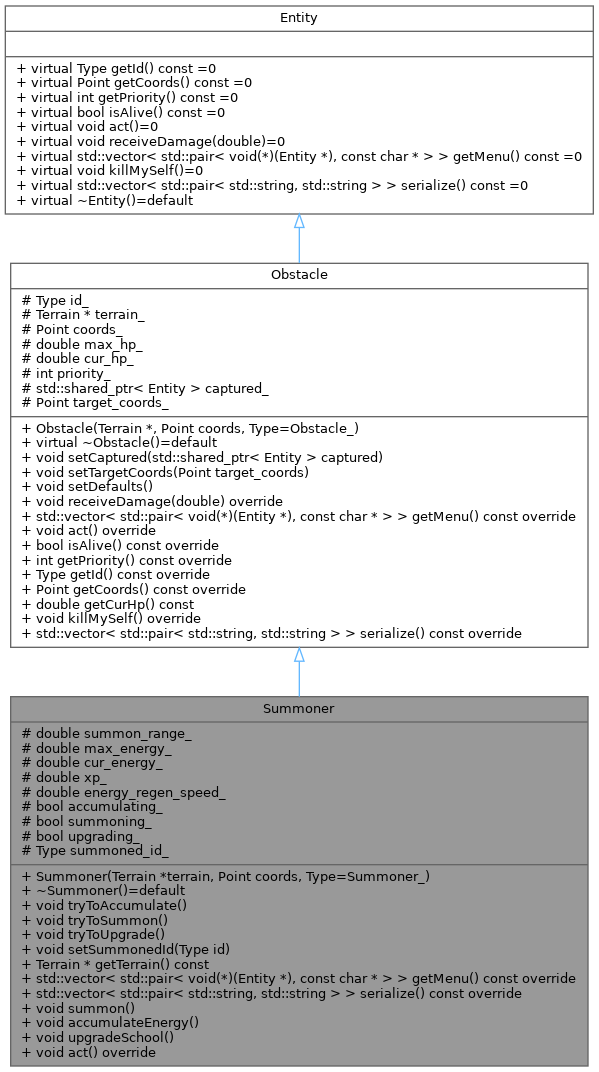 Entity
+ virtual Type getId() const =0
+ virtual Point getCoords() const =0
+ virtual int getPriority() const =0
+ virtual bool isAlive() const =0
+ virtual void act()=0
+ virtual void receiveDamage(double)=0
+ virtual std::vector< std::pair< void(*)(Entity *), const char * > > getMenu() const =0
+ virtual void killMySelf()=0
+ virtual std::vector< std::pair< std::string, std::string > > serialize() const =0
+ virtual ~Entity()=default
Obstacle
# Type id_
# Terrain * terrain_
# Point coords_
# double max_hp_
# double cur_hp_
# int priority_
# std::shared_ptr< Entity > captured_
# Point target_coords_
+ Obstacle(Terrain *, Point coords, Type=Obstacle_)
+ virtual ~Obstacle()=default
+ void setCaptured(std::shared_ptr< Entity > captured)
+ void setTargetCoords(Point target_coords)
+ void setDefaults()
+ void receiveDamage(double) override
+ std::vector< std::pair< void(*)(Entity *), const char * > > getMenu() const override
+ void act() override
+ bool isAlive() const override
+ int getPriority() const override
+ Type getId() const override
+ Point getCoords() const override
+ double getCurHp() const
+ void killMySelf() override
+ std::vector< std::pair< std::string, std::string > > serialize() const override
Summoner
# double summon_range_
# double max_energy_
# double cur_energy_
# double xp_
# double energy_regen_speed_
# bool accumulating_
# bool summoning_
# bool upgrading_
# Type summoned_id_
+ Summoner(Terrain *terrain, Point coords, Type=Summoner_)
+ ~Summoner()=default
+ void tryToAccumulate()
+ void tryToSummon()
+ void tryToUpgrade()
+ void setSummonedId(Type id)
+ Terrain * getTerrain() const
+ std::vector< std::pair< void(*)(Entity *), const char * > > getMenu() const override
+ std::vector< std::pair< std::string, std::string > > serialize() const override
+ void summon()
+ void accumulateEnergy()
+ void upgradeSchool()
+ void act() override